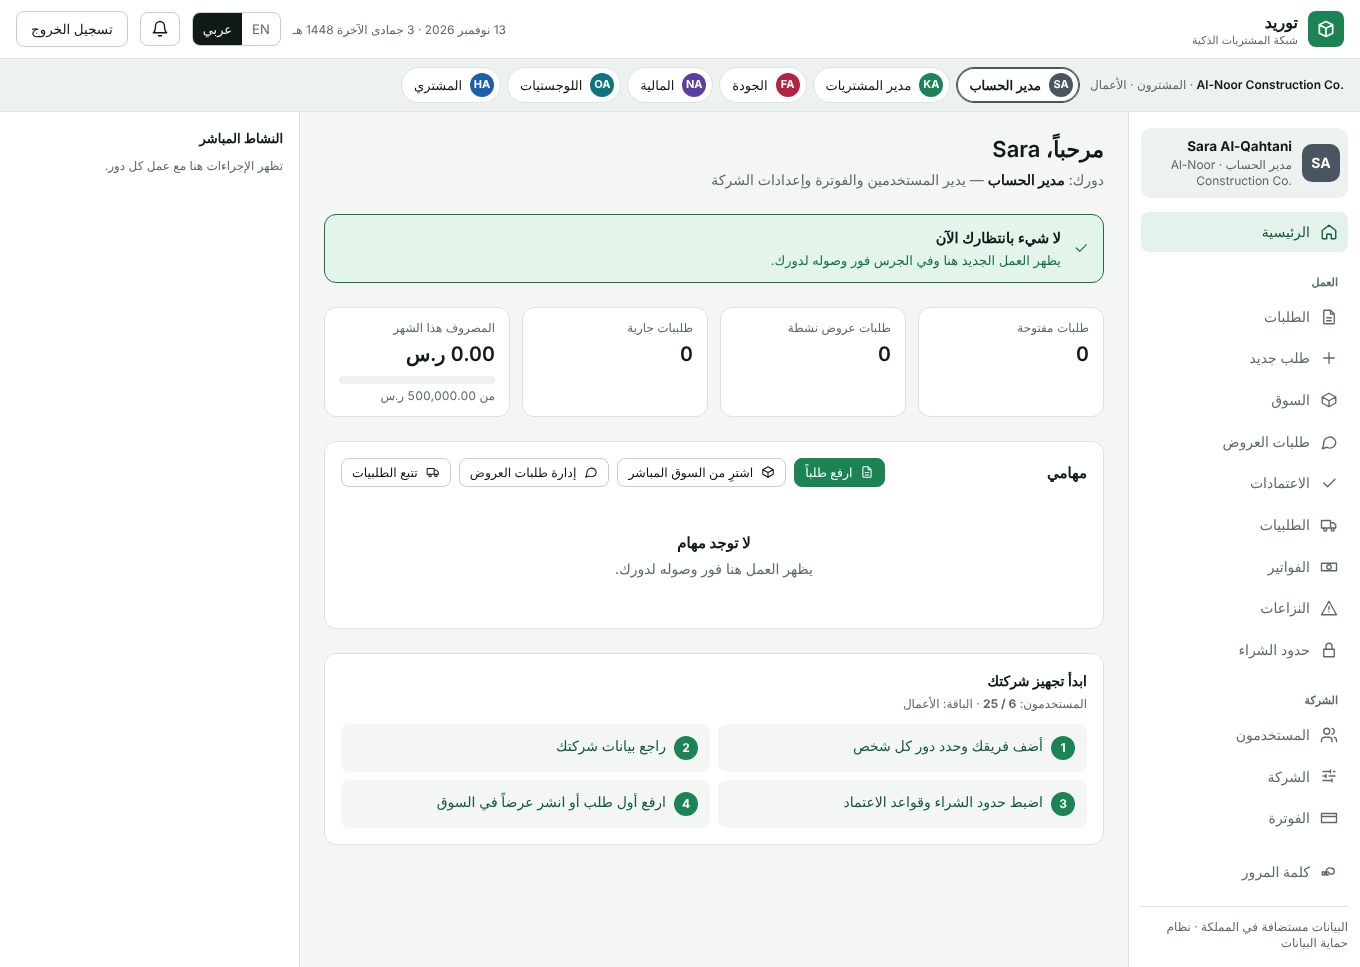 توريد
شبكة المشتريات الذكية
13 نوفمبر 2026 · 3 جمادى الآخرة 1448 هـ
EN
عربي
تسجيل الخروج
Al-Noor Construction Co. · المشترون · الأعمال
SA مدير الحساب
KA مدير المشتريات
FA الجودة
NA المالية
OA اللوجستيات
HA المشتري
SA
Sara Al-Qahtani
مدير الحساب · Al-Noor
Construction Co.
الرئيسية
العمل
الطلبات
طلب جديد
السوق
طلبات العروض
الاعتمادات
الطلبيات
الفواتير
النزاعات
حدود الشراء
الشركة
المستخدمون
الشركة
الفوترة
كلمة المرور
البيانات مستضافة في المملكة · نظام
حماية البيانات
مرحباً، Sara
دورك: مدير الحساب — يدير المستخدمين والفوترة وإعدادات الشركة
لا شيء بانتظارك الآن
يظهر العمل الجديد هنا وفي الجرس فور وصوله لدورك.
طلبات مفتوحة
0
طلبات عروض نشطة
0
طلبيات جارية
0
المصروف هذا الشهر
0.00 ر.س
من 500,000.00 ر.س
مهامي
ارفع طلباً
اشترِ من السوق المباشر
إدارة طلبات العروض
تتبع الطلبيات
لا توجد مهام
يظهر العمل هنا فور وصوله لدورك.
ابدأ تجهيز شركتك
المستخدمون: 6 / 25 · الباقة: الأعمال
1 أضف فريقك وحدد دور كل شخص
2 راجع بيانات شركتك
3 اضبط حدود الشراء وقواعد الاعتماد
4 ارفع أول طلب أو انشر عرضاً في السوق
النشاط المباشر
تظهر الإجراءات هنا مع عمل كل دور.